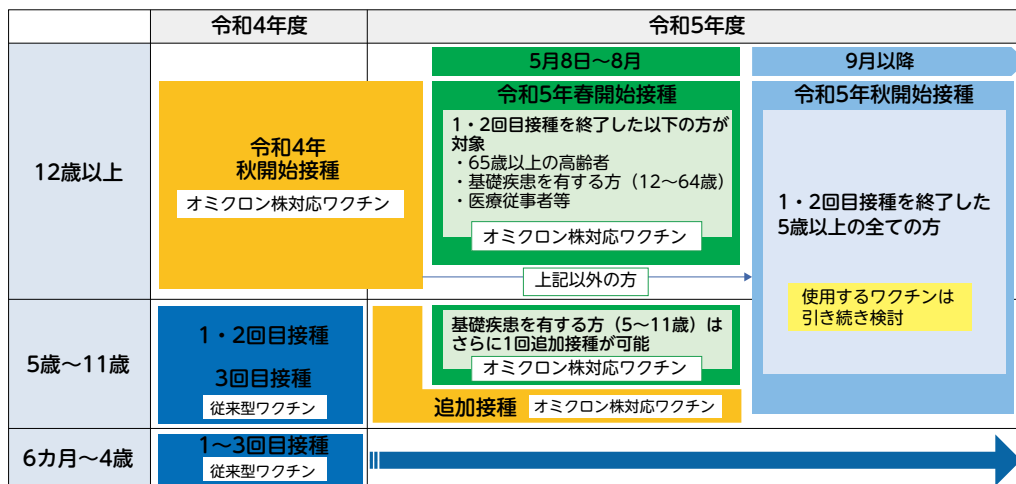 令和4年度
令和5年度
5月8日～8月
9月以降
12歳以上
令和4年
秋開始接種
オミクロン株対応ワクチン
令和5年春開始接種
1・2回目接種を終了した以下の方が
対象
・65歳以上の高齢者
・基礎疾患を有する方（12～64歳）
・医療従事者等
オミクロン株対応ワクチン
上記以外の方
令和5年秋開始接種
1・2回目接種を終了した
5歳以上の全ての方
使用するワクチンは
引き続き検討
5歳～11歳
1・2回目接種
3回目接種
従来型ワクチン
基礎疾患を有する方（5～11歳）は
さらに1回追加接種が可能
オミクロン株対応ワクチン
追加接種 オミクロン株対応ワクチン
6カ月～4歳
1～3回目接種
従来型ワクチン